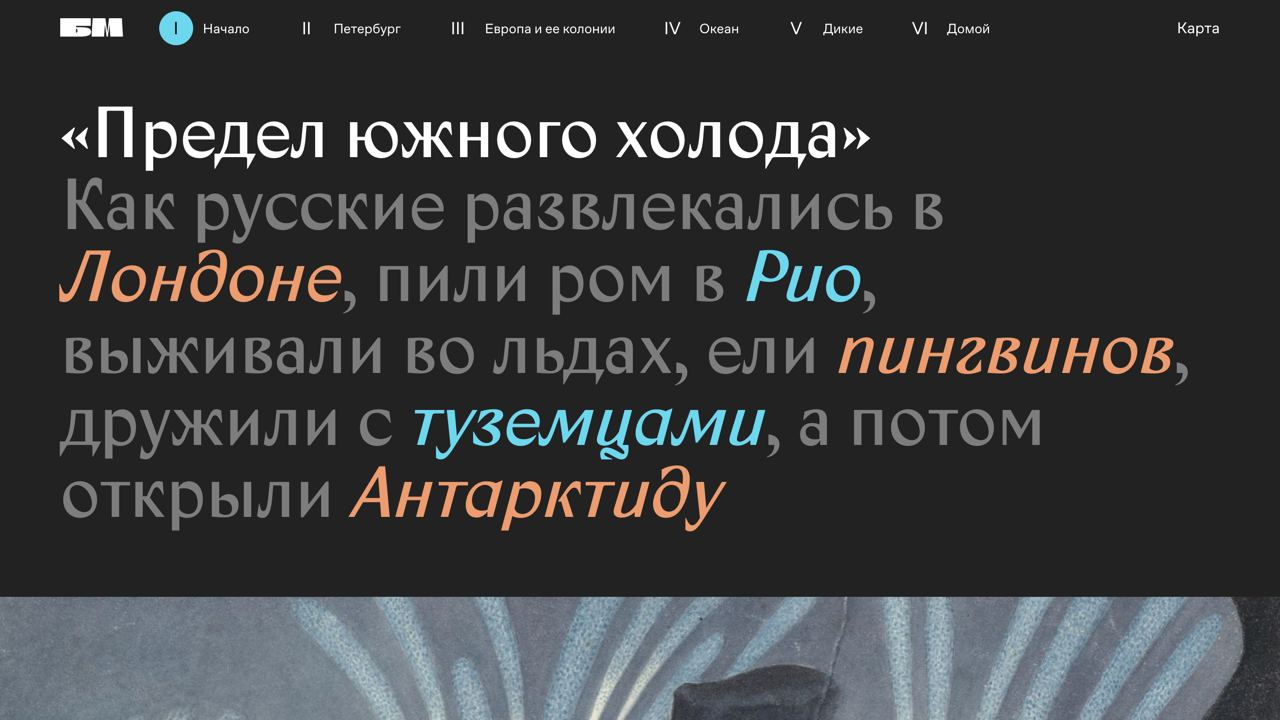 БМ I Начало II Петербург III Европа и ее колонии IV Океан V Дикие VI Домой Карта
«Предел южного холода»
Как русские развлекались в
Лондоне, пили ром в Рио,
выживали во льдах, ели пингвинов,
дружили с туземцами, а потом
открыли Антарктиду